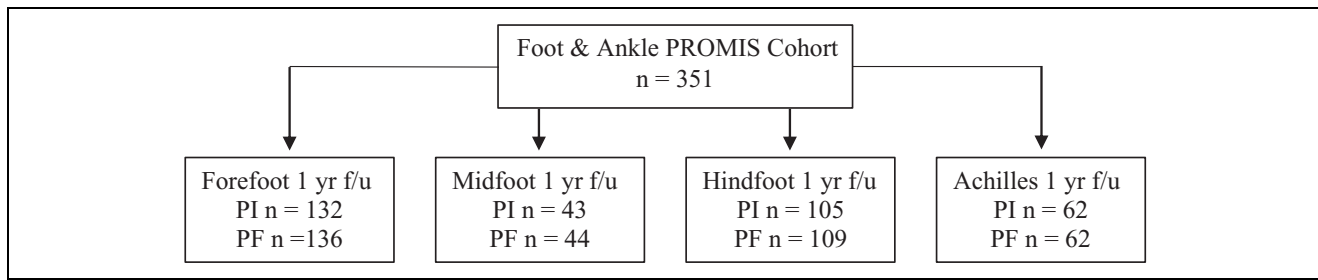 Foot & Ankle PROMIS Cohort
n = 351
Forefoot 1 yr f/u
PI n = 132
PF n =136
Midfoot 1 yr f/u
PI n = 43
PF n = 44
Hindfoot 1 yr f/u
PI n = 105
PF n = 109
Achilles 1 yr f/u
PI n = 62
PF n = 62